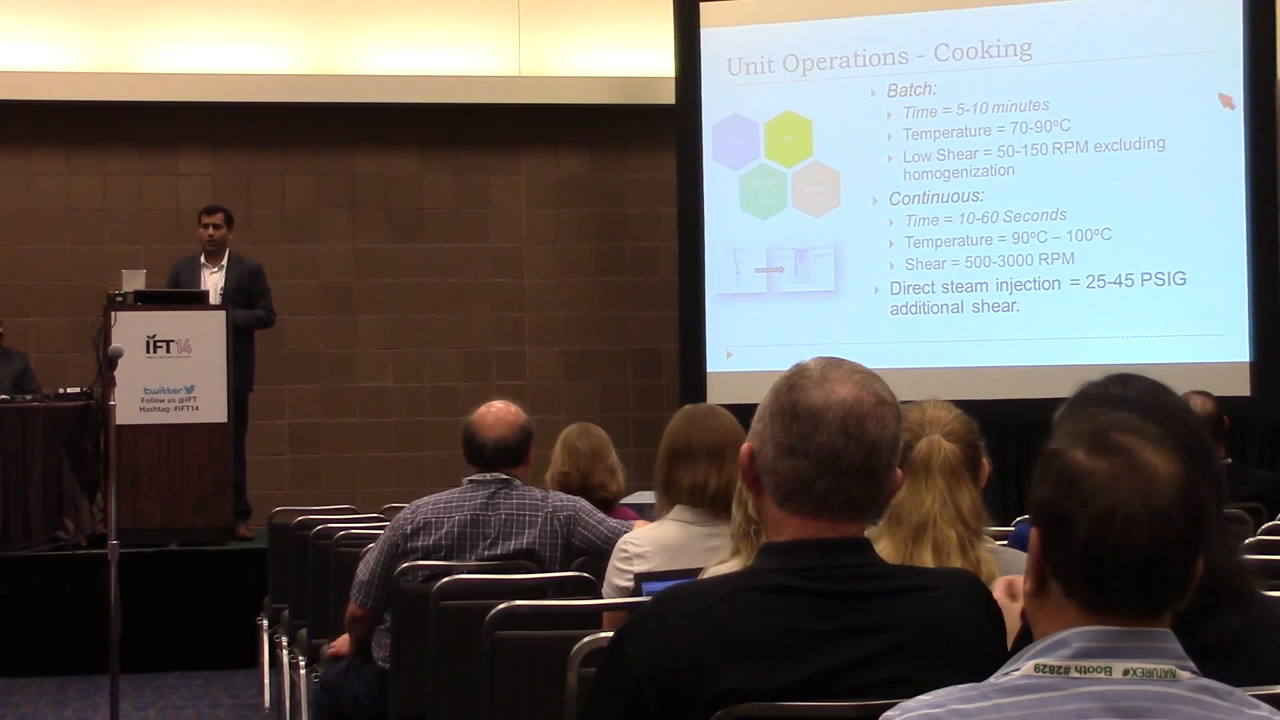 Unit Operations - Cooking
Batch:
Time = 5-10 minutes
Temperature = 70-90ºC
Low Shear = 50-150 RPM excluding
homogenization
Continuous:
Time = 10-60 Seconds
Temperature = 90ºC – 100ºC
Shear = 500-3000 RPM
Direct steam injection = 25-45 PSIG
additional shear.
IFT14
twitter
Follow us @IFT
Hashtag: #IFT14
NATUREX Booth #2829